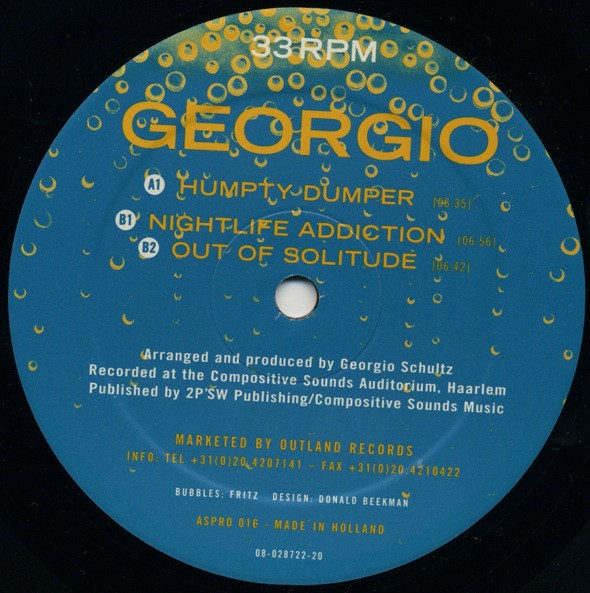 33 RPM
GEORGIO
A1 HUMPTY DUMPER [06:35]
B1 NIGHTLIFE ADDICTION [06:56]
B2 OUT OF SOLITUDE [06:42]
Arranged and produced by Georgio Schultz
Recorded at the Compositive Sounds Auditorium, Haarlem
Published by 2P'SW Publishing/Compositive Sounds Music
MARKETED BY OUTLAND RECORDS
INFO: TEL +31(0)20.4207141 – FAX +31(0)20.4210422
BUBBLES: FRITZ DESIGN: DONALD BEEKMAN
ASPRO 016 - MADE IN HOLLAND
08-028722-20